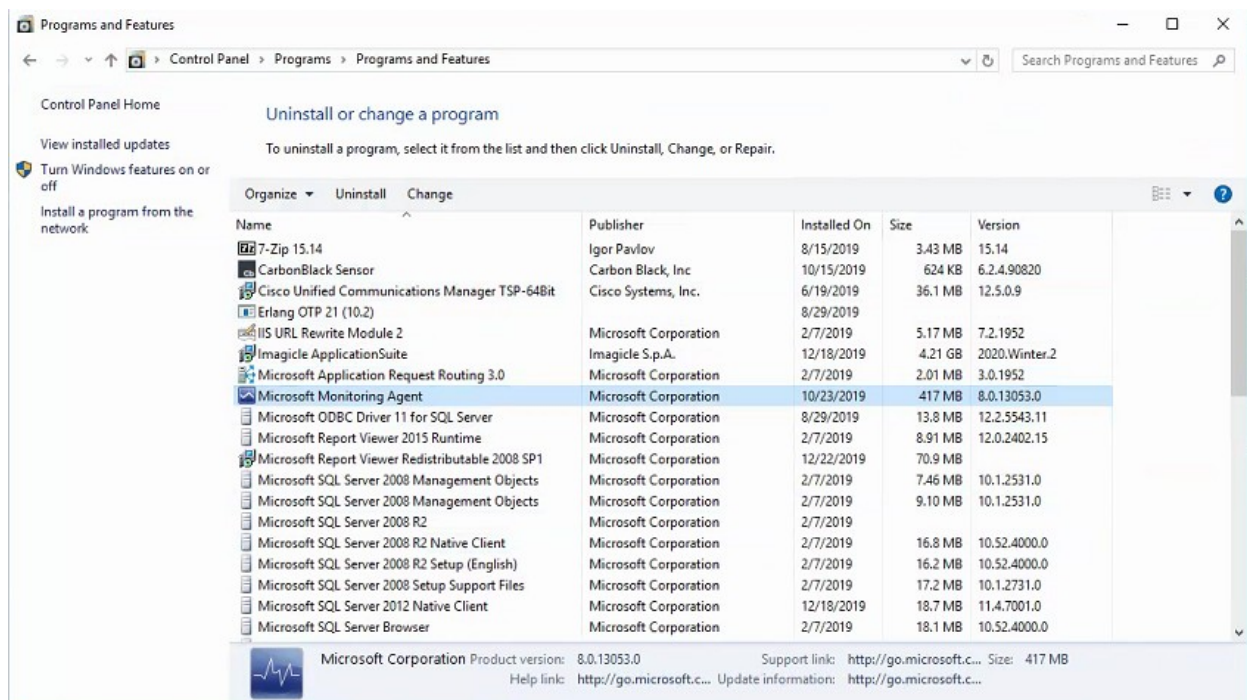 Programs and Features
Control Panel > Programs > Programs and Features
Search Programs and Features
Control Panel Home
View installed updates
Turn Windows features on or
off
Install a program from the
network
Uninstall or change a program
To uninstall a program, select it from the list and then click Uninstall, Change, or Repair.
Organize Uninstall Change
Name Publisher Installed On Size Version
7-Zip 15.14 Igor Pavlov 8/15/2019 3.43 MB 15.14
CarbonBlack Sensor Carbon Black, Inc 10/15/2019 624 KB 6.2.4.90820
Cisco Unified Communications Manager TSP-64Bit Cisco Systems, Inc. 6/19/2019 36.1 MB 12.5.0.9
Erlang OTP 21 (10.2) 8/29/2019
IIS URL Rewrite Module 2 Microsoft Corporation 2/7/2019 5.17 MB 7.2.1952
Imagicle ApplicationSuite Imagicle S.p.A. 12/18/2019 4.21 GB 2020.Winter.2
Microsoft Application Request Routing 3.0 Microsoft Corporation 2/7/2019 2.01 MB 3.0.1952
Microsoft Monitoring Agent Microsoft Corporation 10/23/2019 417 MB 8.0.13053.0
Microsoft ODBC Driver 11 for SQL Server Microsoft Corporation 8/29/2019 13.8 MB 12.2.5543.11
Microsoft Report Viewer 2015 Runtime Microsoft Corporation 2/7/2019 8.91 MB 12.0.2402.15
Microsoft Report Viewer Redistributable 2008 SP1 Microsoft Corporation 12/22/2019 70.9 MB
Microsoft SQL Server 2008 Management Objects Microsoft Corporation 2/7/2019 7.46 MB 10.1.2531.0
Microsoft SQL Server 2008 Management Objects Microsoft Corporation 2/7/2019 9.10 MB 10.1.2531.0
Microsoft SQL Server 2008 R2 Microsoft Corporation 2/7/2019
Microsoft SQL Server 2008 R2 Native Client Microsoft Corporation 2/7/2019 16.8 MB 10.52.4000.0
Microsoft SQL Server 2008 R2 Setup (English) Microsoft Corporation 2/7/2019 16.2 MB 10.52.4000.0
Microsoft SQL Server 2008 Setup Support Files Microsoft Corporation 2/7/2019 17.2 MB 10.1.2731.0
Microsoft SQL Server 2012 Native Client Microsoft Corporation 12/18/2019 18.7 MB 11.4.7001.0
Microsoft SQL Server Browser Microsoft Corporation 2/7/2019 18.1 MB 10.52.4000.0
Microsoft Corporation Product version: 8.0.13053.0 Support link: http://go.microsoft.c... Size: 417 MB
Help link: http://go.microsoft.c... Update information: http://go.microsoft.c...